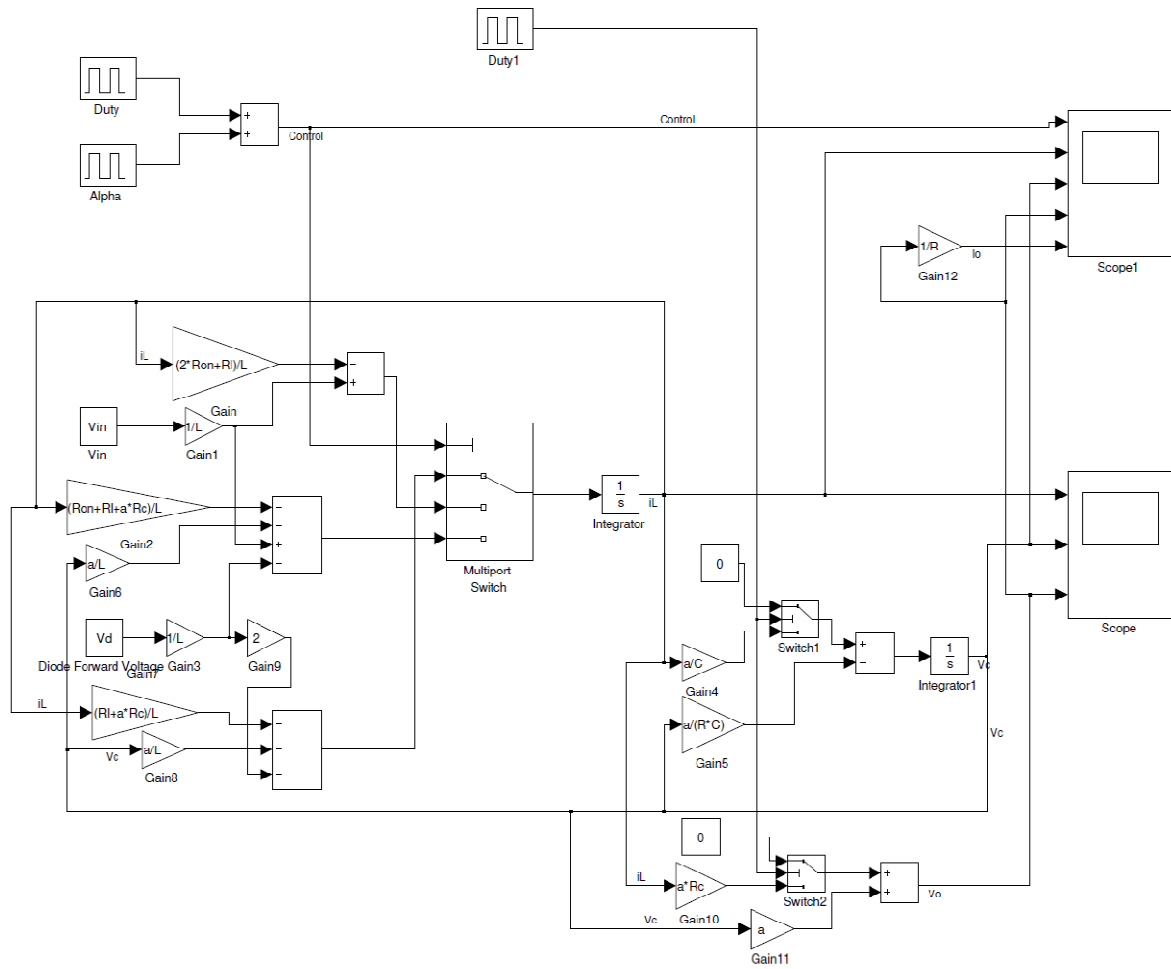 Duty1
Duty
Control
Control
Alpha
1/R
Io
Gain12
Scope1
iL
(2*Ron+Rl)/L
Gain
Vin
Vin
1/L
Gain1
(Ron+Rl+a*Rc)/L
Gain2
a/L
Gain6
1
s
Integrator
iL
Multiport
Switch
0
Scope
Vd
Diode Forward Voltage
1/L
Gain3
2
Gain9
Gain7
Switch1
1
s
Integrator1
Vc
a/C
Gain4
iL
(Rl+a*Rc)/L
a/(R*C)
Gain5
Vc
Vc
a/L
Gain8
0
iL
a*Rc
Gain10
Switch2
Vo
Vc
a
Gain11